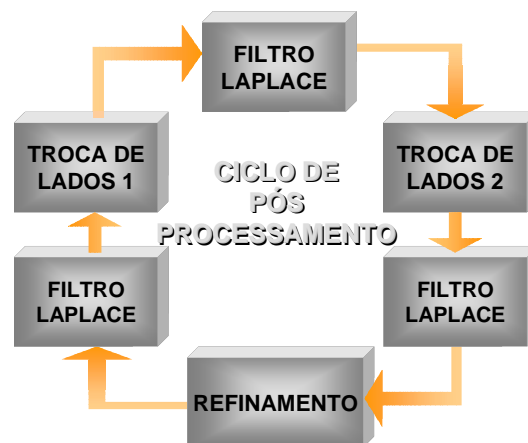 FILTRO
LAPLACE
TROCA DE
LADOS 1
TROCA DE
LADOS 2
CICLO DE
PÓS
PROCESSAMENTO
FILTRO
LAPLACE
FILTRO
LAPLACE
REFINAMENTO